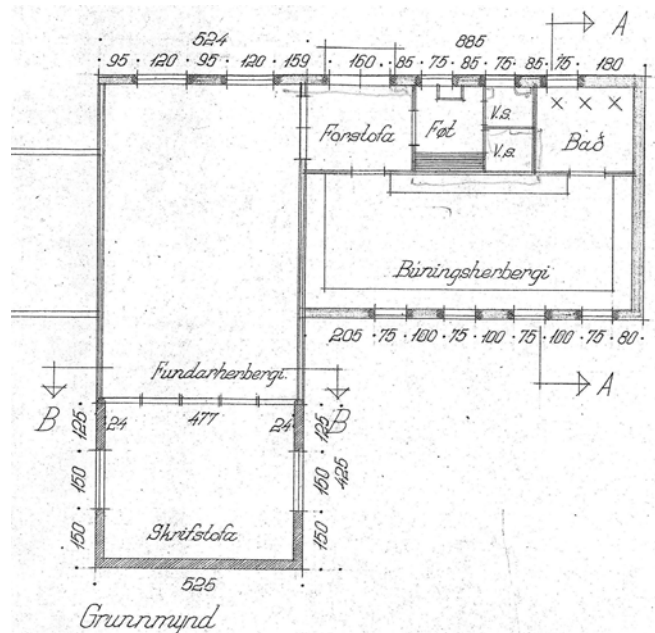 524
885
A
95 · 120 · 95 · 120 · 159
160 · 85 · 75 · 85 · 75 · 85 · 75 · 180
Forstofa
Føt
V.s.
V.s.
Bað
Búningsherbergi
205 · 75 · 100 · 75 · 100 · 75 · 100 · 75 · 80
A
Fundarherbergi.
B
B
24
477
24
125
150
150
125
150
150
425
Skrifstofa
525
Grunnmynd